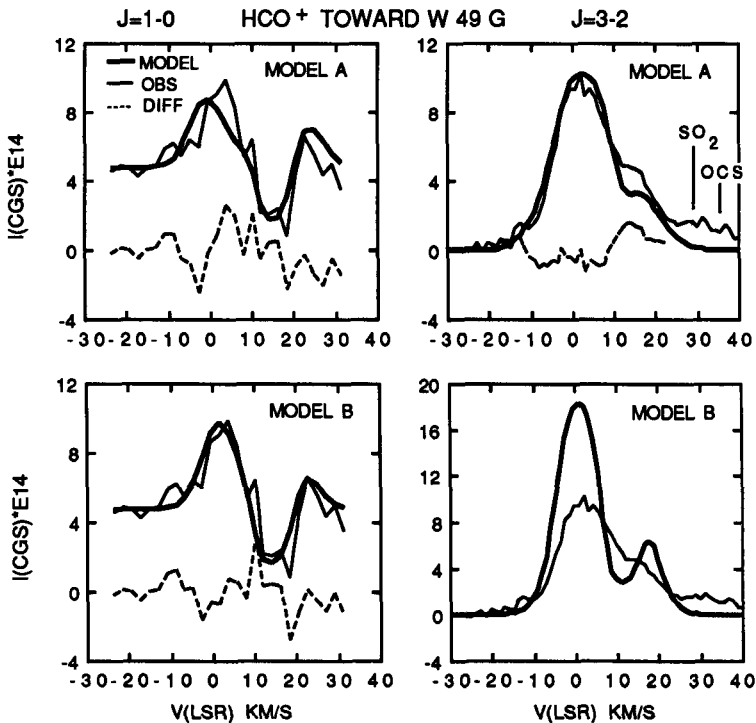 J=1-0 HCO+ TOWARD W 49 G J=3-2
12
8
4
0
-4
I(CGS)*E14
MODEL
OBS
DIFF
MODEL A
-30-20 -10 0 10 20 30 40
12
8
4
0
-4
MODEL A
SO2
OCS
-30-20 -10 0 10 20 30 40
12
8
4
0
-4
I(CGS)*E14
MODEL B
-30-20 -10 0 10 20 30 40
V(LSR) KM/S
20
16
12
8
4
0
-4
MODEL B
-30-20 -10 0 10 20 30 40
V(LSR) KM/S